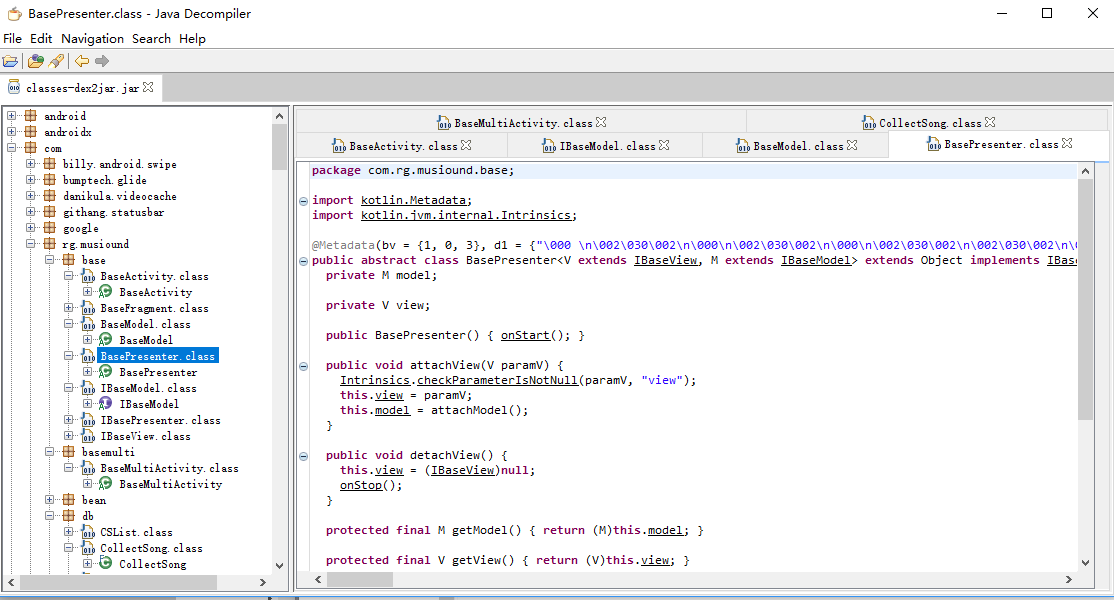 BasePresenter.class - Java Decompiler
File Edit Navigation Search Help
classes-dex2jar.jar
android
androidx
com
billy.android.swipe
bumptech.glide
danikula.videocache
githang.statusbar
google
rg.musiound
base
BaseActivity.class
BaseActivity
BaseFragment.class
BaseModel.class
BaseModel
BasePresenter.class
BasePresenter
IBaseModel.class
IBaseModel
IBasePresenter.class
IBaseView.class
basemulti
BaseMultiActivity.class
BaseMultiActivity
bean
db
CSList.class
CollectSong.class
CollectSong
BaseMultiActivity.class CollectSong.class
BaseActivity.class IBaseModel.class BaseModel.class BasePresenter.class
package com.rg.musiound.base;
import kotlin.Metadata;
import kotlin.jvm.internal.Intrinsics;
@Metadata(bv = {1, 0, 3}, d1 = {"\000 \n\002\030\002\n\000\n\002\030\002\n\000\n\002\030\002\n\002\030\002\n\
public abstract class BasePresenter<V extends IBaseView, M extends IBaseModel> extends Object implements IBase
private M model;
private V view;
public BasePresenter() { onStart(); }
public void attachView(V paramV) {
Intrinsics.checkParameterIsNotNull(paramV, "view");
this.view = paramV;
this.model = attachModel();
}
public void detachView() {
this.view = (IBaseView)null;
onStop();
}
protected final M getModel() { return (M)this.model; }
protected final V getView() { return (V)this.view; }